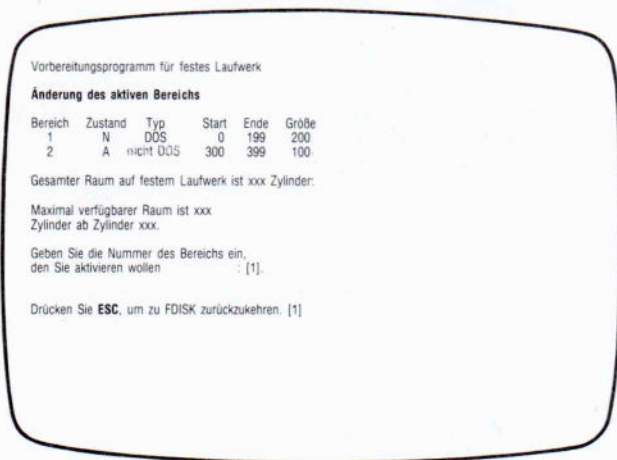 Vorbereitungsprogramm für festes Laufwerk
Änderung des aktiven Bereichs
Bereich Zustand Typ Start Ende Größe
1 N DOS 0 199 200
2 A nicht DOS 300 399 100
Gesamter Raum auf festem Laufwerk ist xxx Zylinder.
Maximal verfügbarer Raum ist xxx
Zylinder ab Zylinder xxx.
Geben Sie die Nummer des Bereichs ein,
den Sie aktivieren wollen : [1].
Drücken Sie ESC, um zu FDISK zurückzukehren. [1]